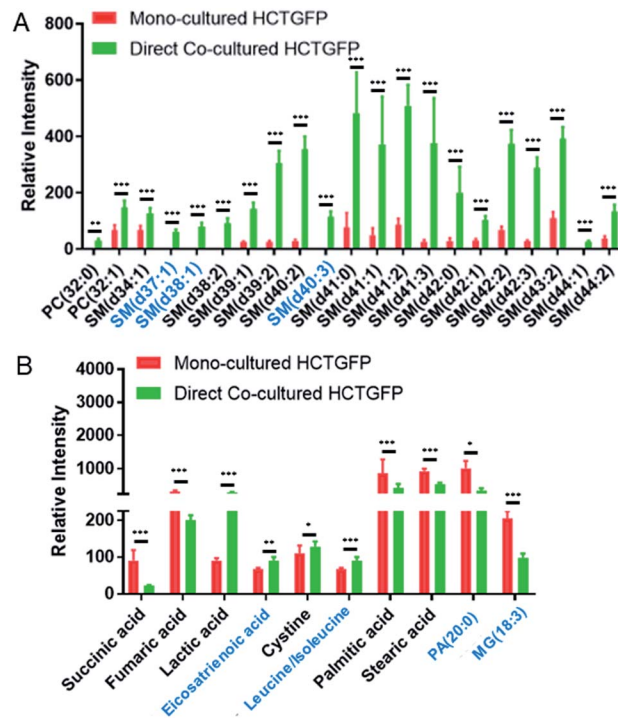 A
Mono-cultured HCTGFP
Direct Co-cultured HCTGFP
Relative Intensity
800
600
400
200
0
** *** *** *** *** *** *** *** *** *** *** *** *** *** *** *** *** *** *** *** ***
PC(32:0)
PC(32:1)
SM(d34:1)
SM(d37:1)
SM(d38:1)
SM(d38:2)
SM(d39:1)
SM(d39:2)
SM(d40:2)
SM(d40:3)
SM(d41:0)
SM(d41:1)
SM(d41:2)
SM(d41:3)
SM(d42:0)
SM(d42:1)
SM(d42:2)
SM(d42:3)
SM(d43:2)
SM(d44:1)
SM(d44:2)
B
Mono-cultured HCTGFP
Direct Co-cultured HCTGFP
Relative Intensity
4000
3000
2000
1000
200
100
0
*** *** *** ** * *** *** *** * ***
Succinic acid
Fumaric acid
Lactic acid
Eicosatrienoic acid
Cystine
Leucine/Isoleucine
Palmitic acid
Stearic acid
PA(20:0)
MG(18:3)